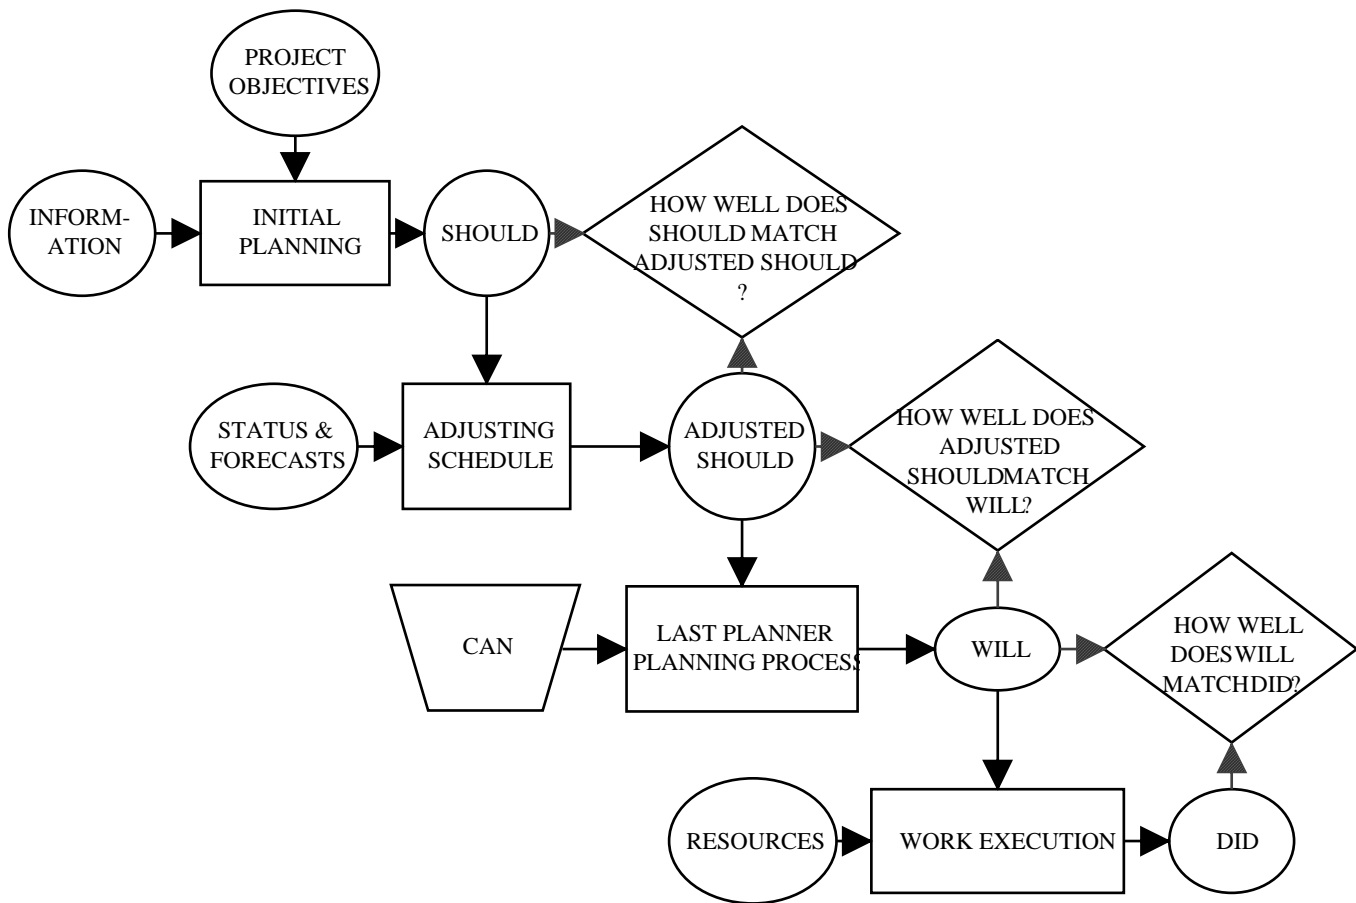 PROJECT
OBJECTIVES
INFORM-
ATION
INITIAL
PLANNING
SHOULD
HOW WELL DOES
SHOULD MATCH
ADJUSTED SHOULD
?
STATUS &
FORECASTS
ADJUSTING
SCHEDULE
ADJUSTED
SHOULD
HOW WELL DOES
ADJUSTED
SHOULDMATCH
WILL?
CAN
LAST PLANNER
PLANNING PROCESS
WILL
HOW WELL
DOESWILL
MATCHDID?
RESOURCES
WORK EXECUTION
DID